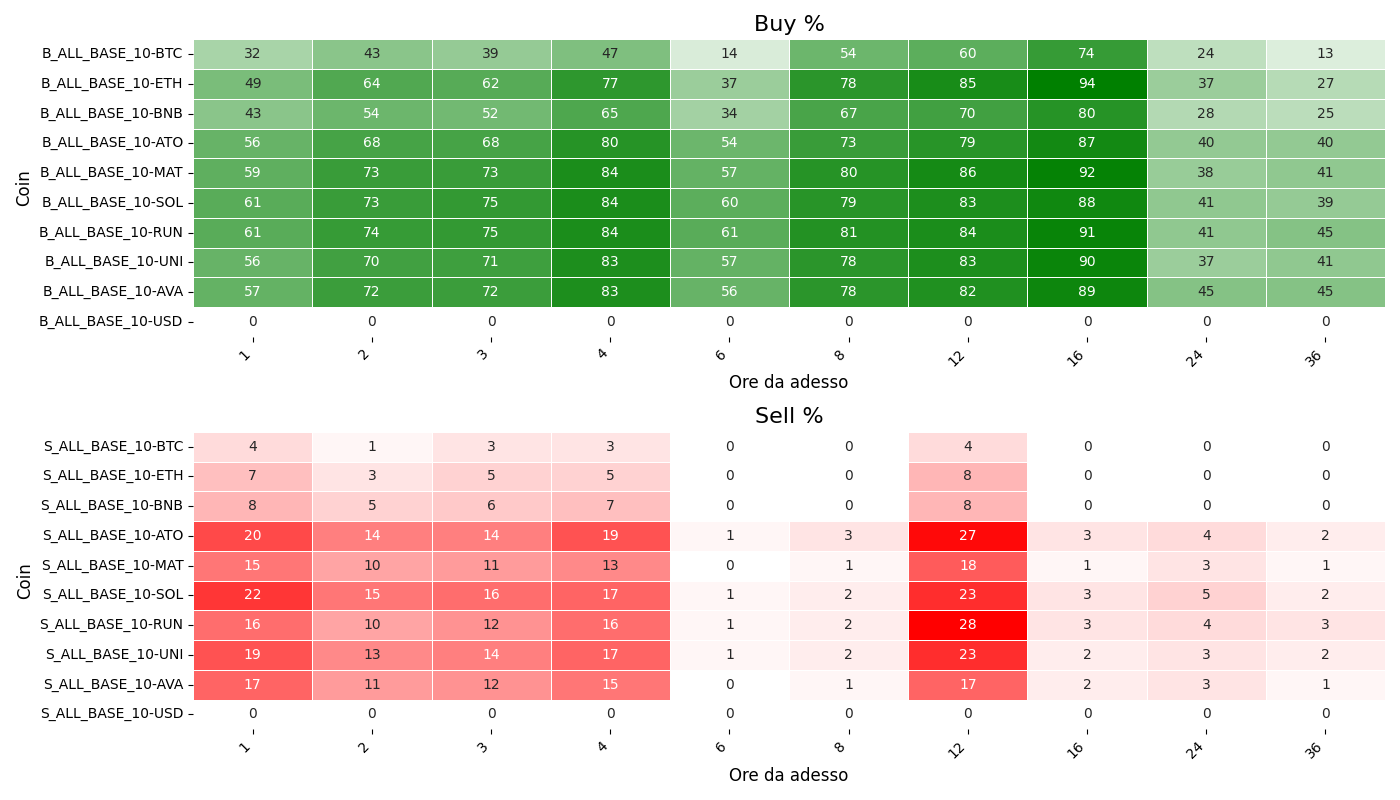 Buy %
Coin
B_ALL_BASE_10-BTC 32 43 39 47 14 54 60 74 24 13
B_ALL_BASE_10-ETH 49 64 62 77 37 78 85 94 37 27
B_ALL_BASE_10-BNB 43 54 52 65 34 67 70 80 28 25
B_ALL_BASE_10-ATO 56 68 68 80 54 73 79 87 40 40
B_ALL_BASE_10-MAT 59 73 73 84 57 80 86 92 38 41
B_ALL_BASE_10-SOL 61 73 75 84 60 79 83 88 41 39
B_ALL_BASE_10-RUN 61 74 75 84 61 81 84 91 41 45
B_ALL_BASE_10-UNI 56 70 71 83 57 78 83 90 37 41
B_ALL_BASE_10-AVA 57 72 72 83 56 78 82 89 45 45
B_ALL_BASE_10-USD 0 0 0 0 0 0 0 0 0 0
1 2 3 4 6 8 12 16 24 36
Ore da adesso
Sell %
Coin
S_ALL_BASE_10-BTC 4 1 3 3 0 0 4 0 0 0
S_ALL_BASE_10-ETH 7 3 5 5 0 0 8 0 0 0
S_ALL_BASE_10-BNB 8 5 6 7 0 0 8 0 0 0
S_ALL_BASE_10-ATO 20 14 14 19 1 3 27 3 4 2
S_ALL_BASE_10-MAT 15 10 11 13 0 1 18 1 3 1
S_ALL_BASE_10-SOL 22 15 16 17 1 2 23 3 5 2
S_ALL_BASE_10-RUN 16 10 12 16 1 2 28 3 4 3
S_ALL_BASE_10-UNI 19 13 14 17 1 2 23 2 3 2
S_ALL_BASE_10-AVA 17 11 12 15 0 1 17 2 3 1
S_ALL_BASE_10-USD 0 0 0 0 0 0 0 0 0 0
1 2 3 4 6 8 12 16 24 36
Ore da adesso